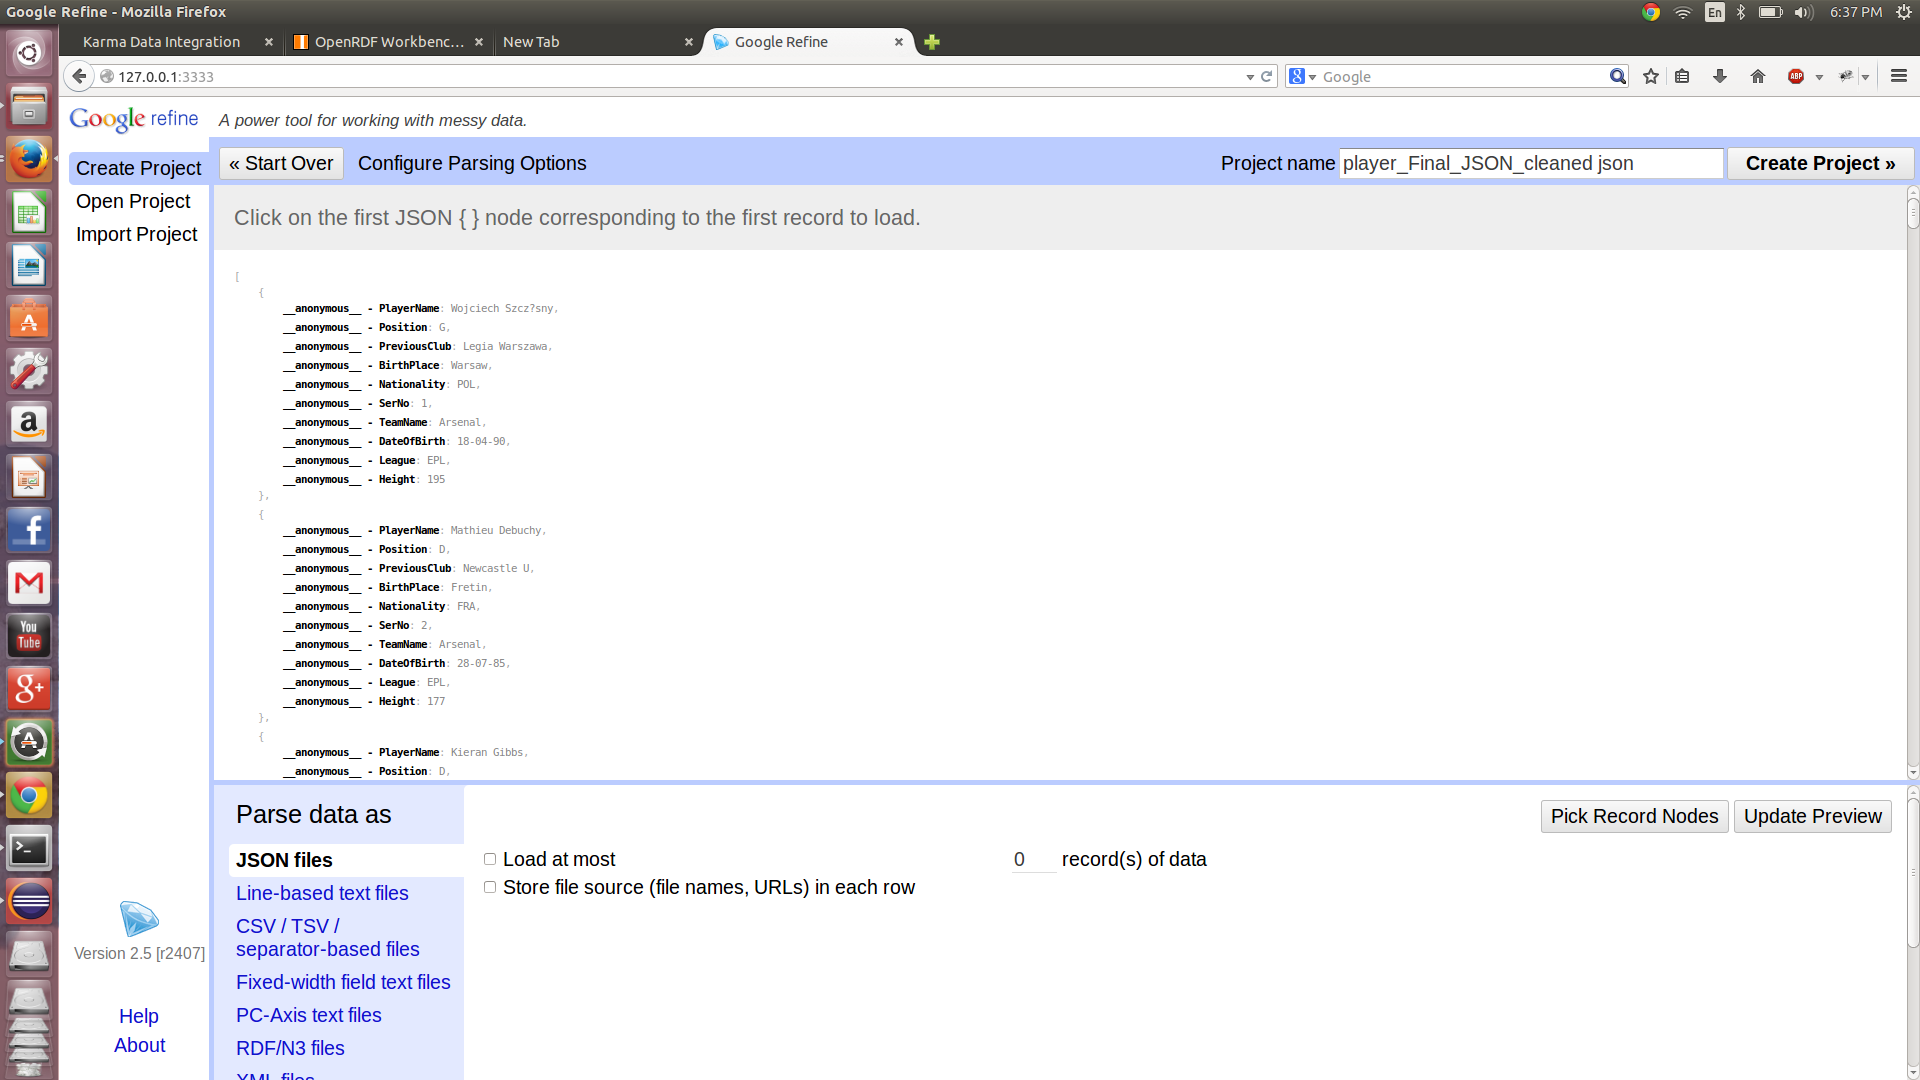 Google Refine - Mozilla Firefox
En
6:37 PM
Karma Data Integration
OpenRDF Workbenc...
New Tab
Google Refine
127.0.0.1:3333
Google
ABP
Google refine
A power tool for working with messy data.
Create Project
Open Project
Import Project
« Start Over
Configure Parsing Options
Project name
player_Final_JSON_cleaned json
Create Project »
Click on the first JSON { } node corresponding to the first record to load.
[
{
__anonymous__ - PlayerName: Wojciech Szcz?sny,
__anonymous__ - Position: G,
__anonymous__ - PreviousClub: Legia Warszawa,
__anonymous__ - BirthPlace: Warsaw,
__anonymous__ - Nationality: POL,
__anonymous__ - SerNo: 1,
__anonymous__ - TeamName: Arsenal,
__anonymous__ - DateOfBirth: 18-04-90,
__anonymous__ - League: EPL,
__anonymous__ - Height: 195
},
{
__anonymous__ - PlayerName: Mathieu Debuchy,
__anonymous__ - Position: D,
__anonymous__ - PreviousClub: Newcastle U,
__anonymous__ - BirthPlace: Fretin,
__anonymous__ - Nationality: FRA,
__anonymous__ - SerNo: 2,
__anonymous__ - TeamName: Arsenal,
__anonymous__ - DateOfBirth: 28-07-85,
__anonymous__ - League: EPL,
__anonymous__ - Height: 177
},
{
__anonymous__ - PlayerName: Kieran Gibbs,
__anonymous__ - Position: D,
You
Tube
Version 2.5 [r2407]
Help
About
Parse data as
JSON files
Line-based text files
CSV / TSV /
separator-based files
Fixed-width field text files
PC-Axis text files
RDF/N3 files
XML files
Pick Record Nodes
Update Preview
Load at most
0
record(s) of data
Store file source (file names, URLs) in each row